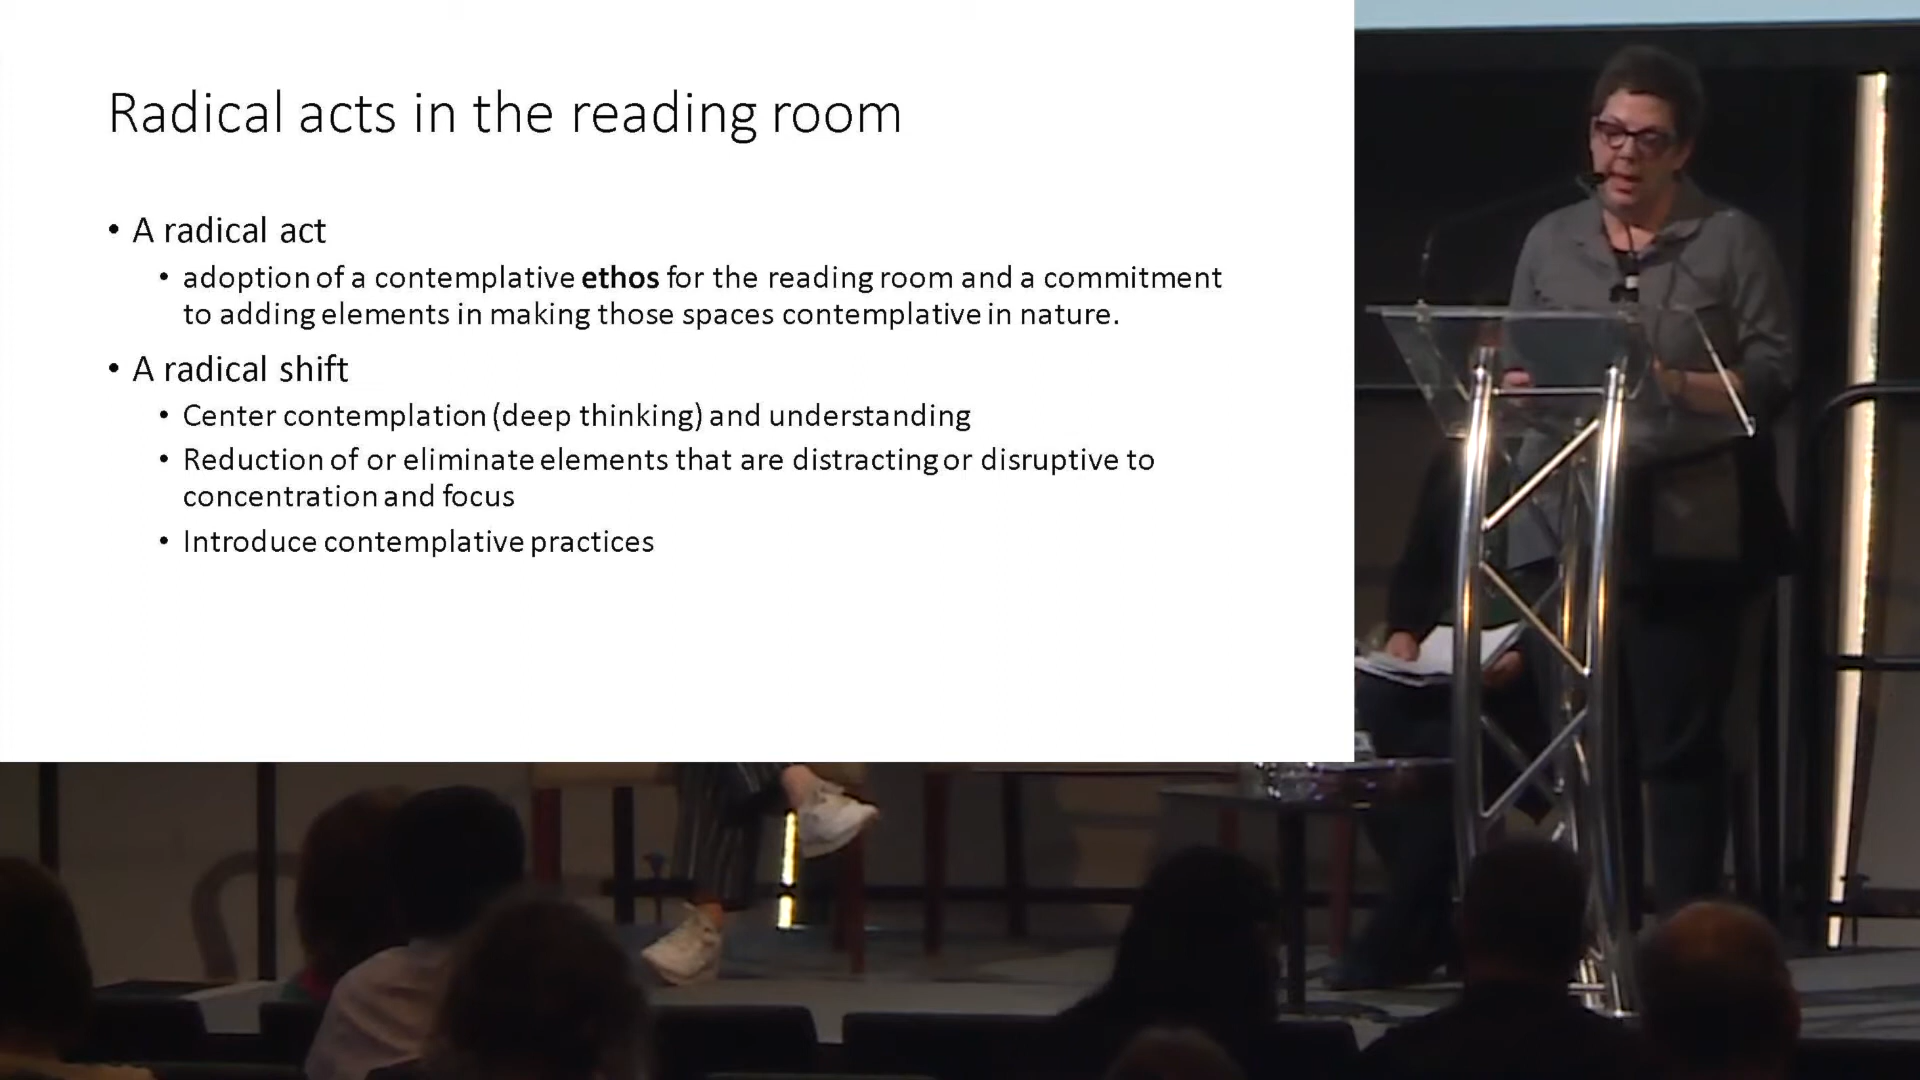 Radical acts in the reading room
• A radical act
• adoption of a contemplative ethos for the reading room and a commitment
to adding elements in making those spaces contemplative in nature.
• A radical shift
• Center contemplation (deep thinking) and understanding
• Reduction of or eliminate elements that are distracting or disruptive to
concentration and focus
• Introduce contemplative practices